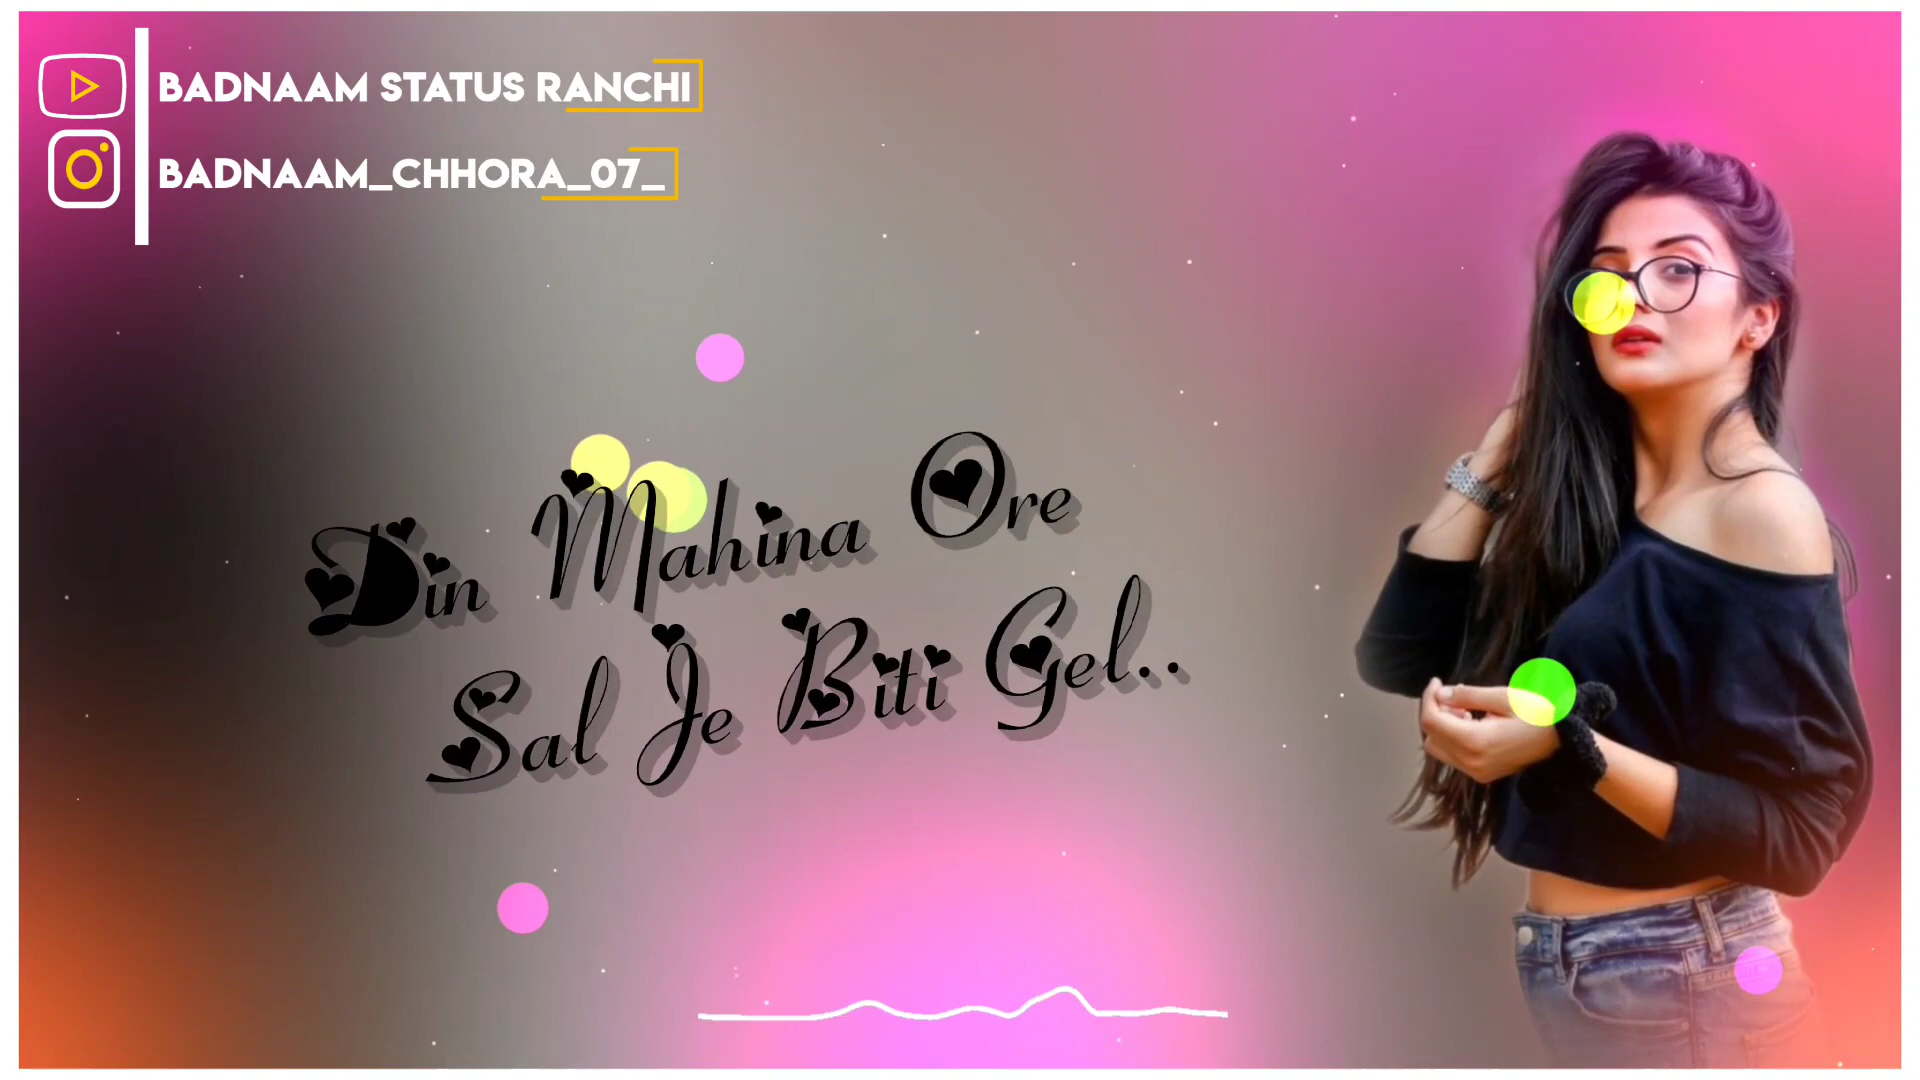 BADNAAM STATUS RANCHI
BADNAAM_CHHORA_07_
Din Mahina Ore
Sal Je Biti Gel..